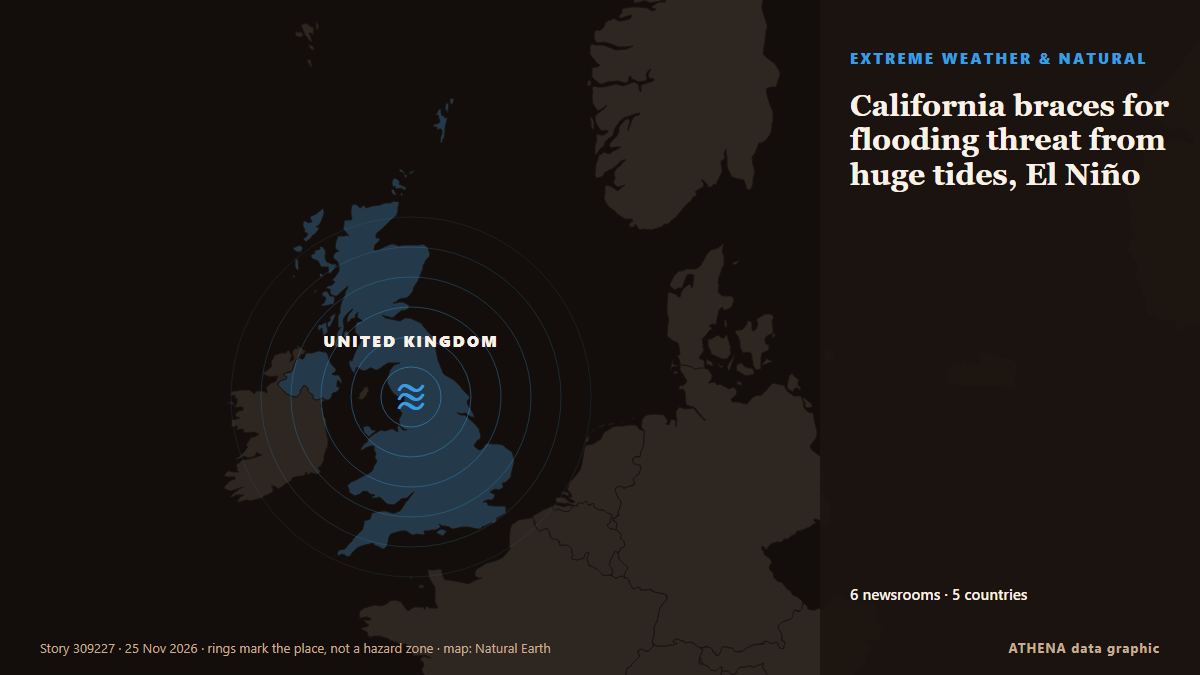 EXTREME WEATHER & NATURAL
California braces for
flooding threat from
huge tides, El Niño
UNITED KINGDOM
6 newsrooms · 5 countries
Story 309227 · 25 Nov 2026 · rings mark the place, not a hazard zone · map: Natural Earth
ATHENA data graphic